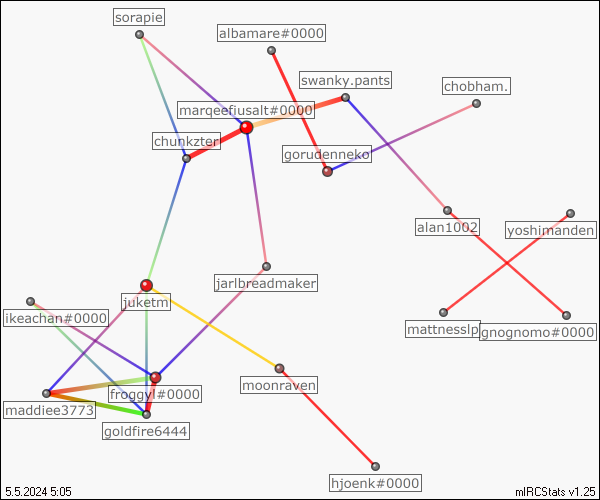 sorapie
albamare#0000
swanky.pants
chobham.
marqeefiusalt#0000
chunkzter
gorudenneko
alan1002
yoshimanden
jarlbreadmaker
juketm
ikeachan#0000
mattnesslp
gnognomo#0000
moonraven
froggyl#0000
maddiee3773
goldfire6444
hjoenk#0000
5.5.2024 5:05
mIRCStats v1.25